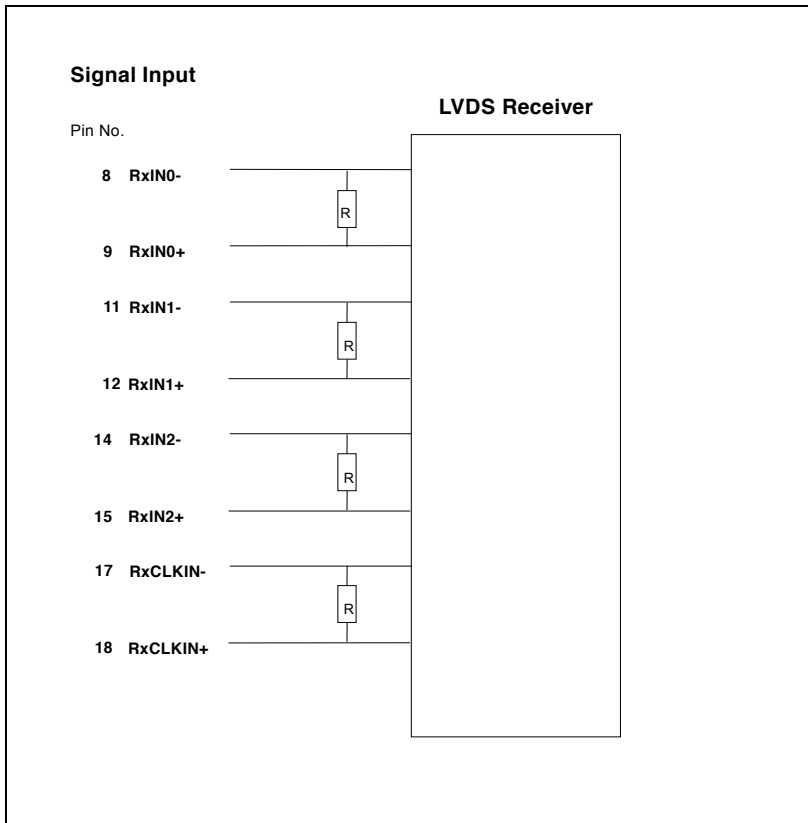 Signal Input
LVDS Receiver
Pin No.
8 RxIN0-
R
9 RxIN0+
11 RxIN1-
R
12 RxIN1+
14 RxIN2-
R
15 RxIN2+
17 RxCLKIN-
R
18 RxCLKIN+